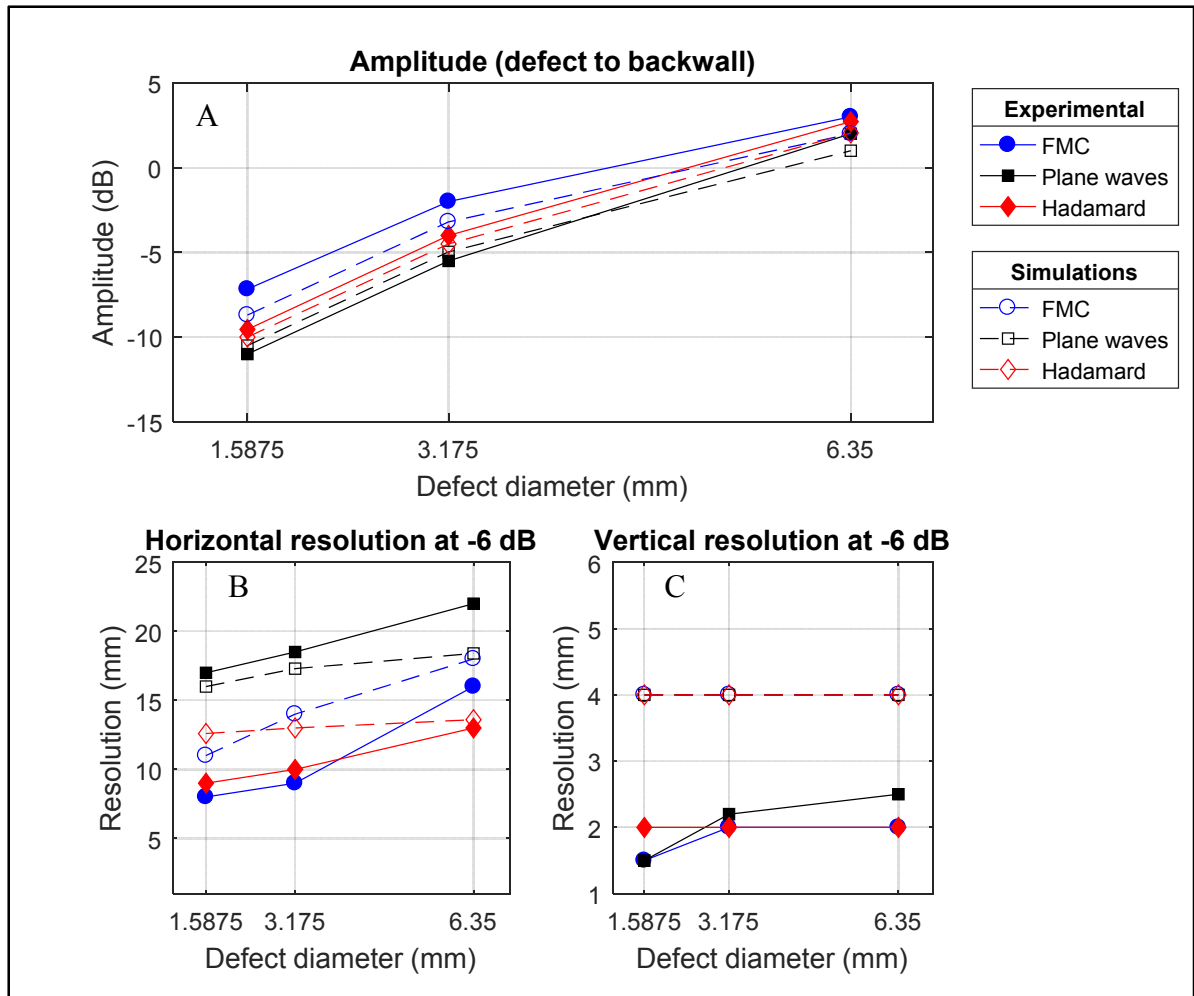 Amplitude (defect to backwall)
A
5
0
-5
-10
-15
Amplitude (dB)
1.5875
3.175
6.35
Defect diameter (mm)
Experimental
FMC
Plane waves
Hadamard
Simulations
FMC
Plane waves
Hadamard
Horizontal resolution at -6 dB
B
25
20
15
10
5
Resolution (mm)
1.5875
3.175
6.35
Defect diameter (mm)
Vertical resolution at -6 dB
C
6
5
4
3
2
1
Resolution (mm)
1.5875
3.175
6.35
Defect diameter (mm)